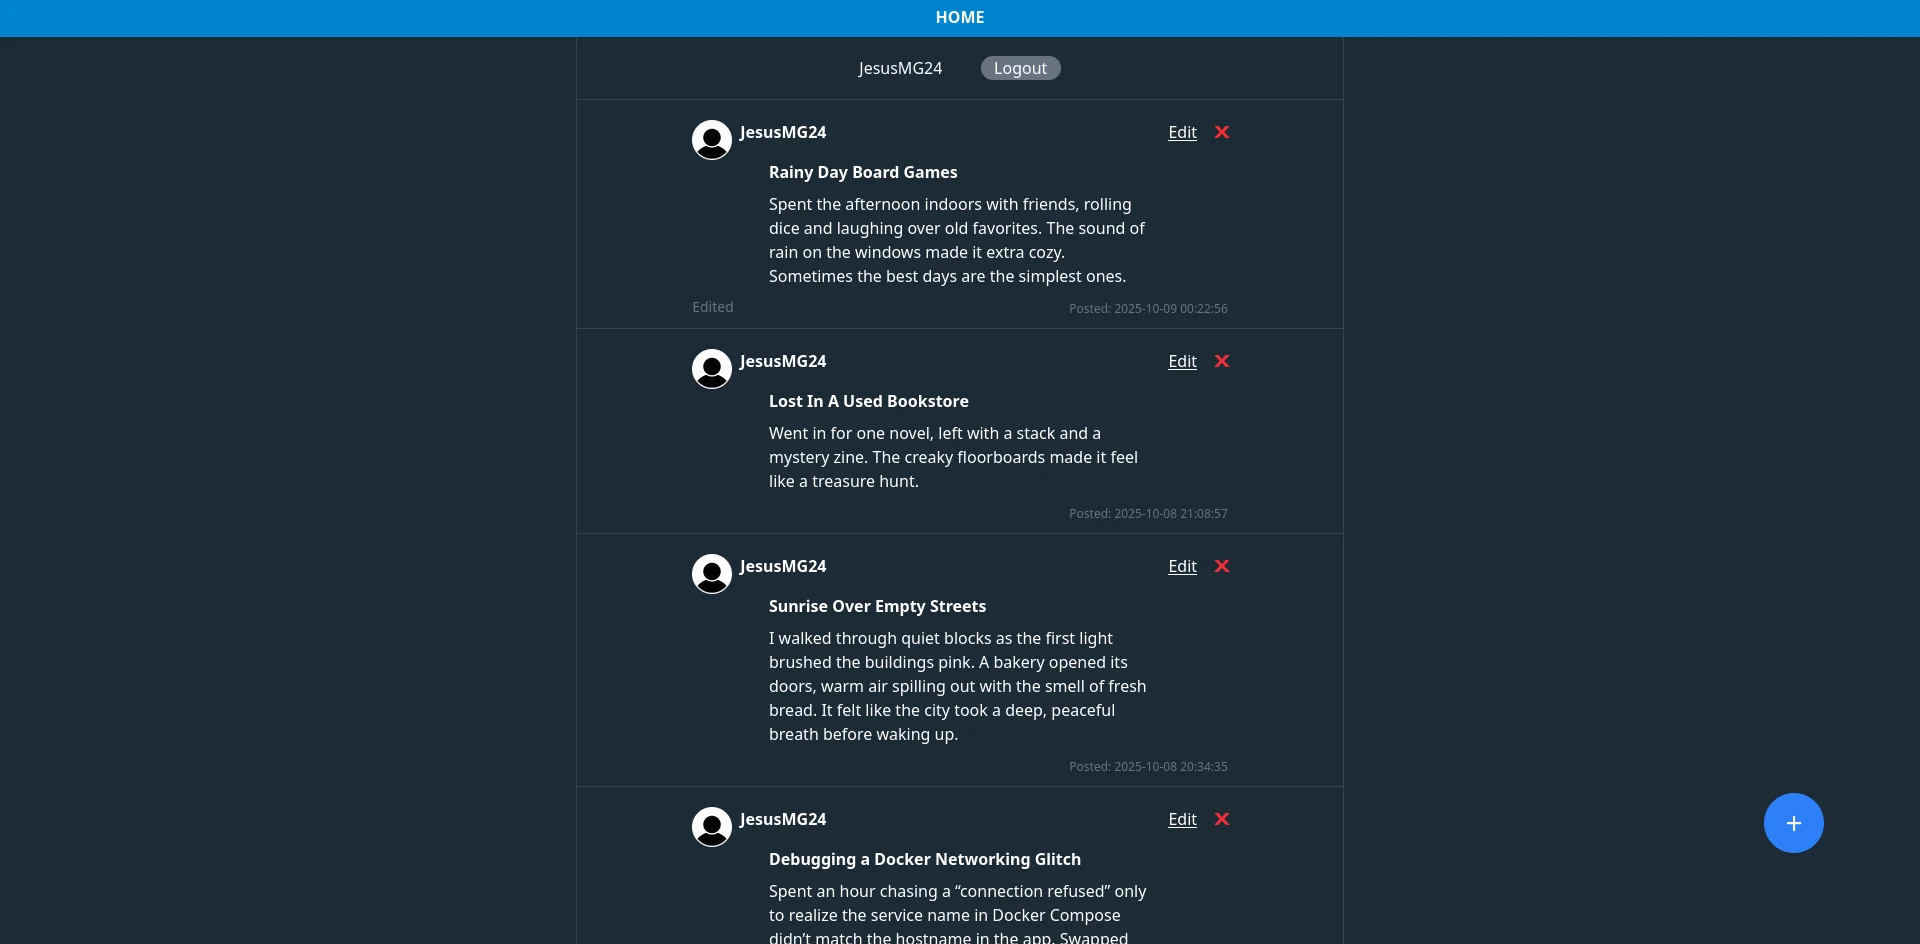 HOME
JesusMG24 Logout
JesusMG24 Edit
Rainy Day Board Games
Spent the afternoon indoors with friends, rolling
dice and laughing over old favorites. The sound of
rain on the windows made it extra cozy.
Sometimes the best days are the simplest ones.
Edited Posted: 2025-10-09 00:22:56
JesusMG24 Edit
Lost In A Used Bookstore
Went in for one novel, left with a stack and a
mystery zine. The creaky floorboards made it feel
like a treasure hunt.
Posted: 2025-10-08 21:08:57
JesusMG24 Edit
Sunrise Over Empty Streets
I walked through quiet blocks as the first light
brushed the buildings pink. A bakery opened its
doors, warm air spilling out with the smell of fresh
bread. It felt like the city took a deep, peaceful
breath before waking up.
Posted: 2025-10-08 20:34:35
JesusMG24 Edit
Debugging a Docker Networking Glitch
Spent an hour chasing a “connection refused” only
to realize the service name in Docker Compose
didn’t match the hostname in the app. Swapped
+